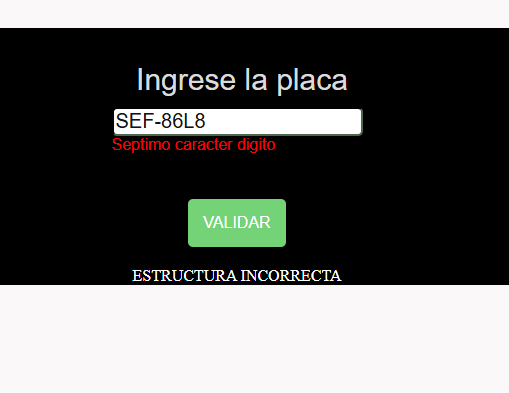 Ingrese la placa
SEF-86L8
Septimo caracter digito
VALIDAR
ESTRUCTURA INCORRECTA